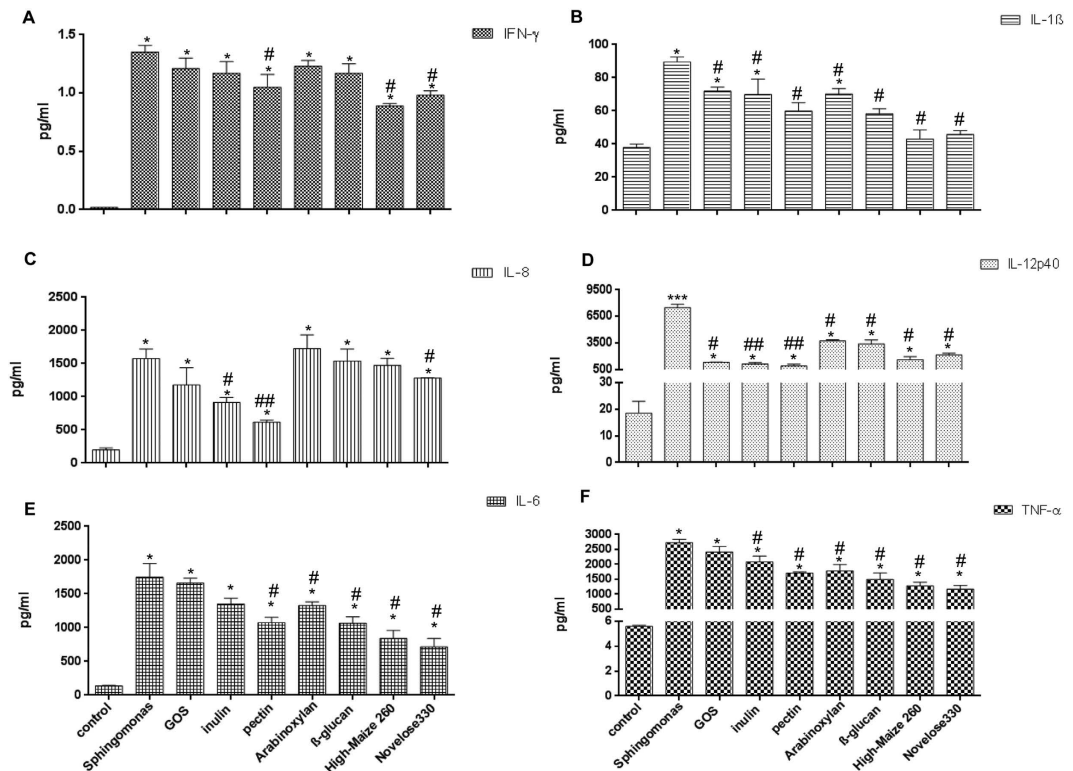 A
IFN-γ
1.5
1.0
0.5
0.0
pg/ml
* * * * # * * * # * # *
B
IL-1ß
100
80
60
40
20
0
pg/ml
* # * # * # # * # # #
C
IL-8
2500
2000
1500
1000
500
0
pg/ml
* * # * ## * * * * # *
D
IL-12p40
9500
6500
3500
500
30
20
10
0
pg/ml
*** # * ## * ## * # * # * # * # *
E
IL-6
2500
2000
1500
1000
500
0
pg/ml
* * * # * # * # * # * # *
control
Sphingomonas
GOS
inulin
pectin
Arabinoxylan
ß-glucan
High-Maize 260
Novelose330
F
TNF-α
3000
2500
2000
1500
1000
500
6
4
2
0
pg/ml
* * # * # * # * # * # * # *
control
Sphingomonas
GOS
inulin
pectin
Arabinoxylan
ß-glucan
High-Maize 260
Novelose330